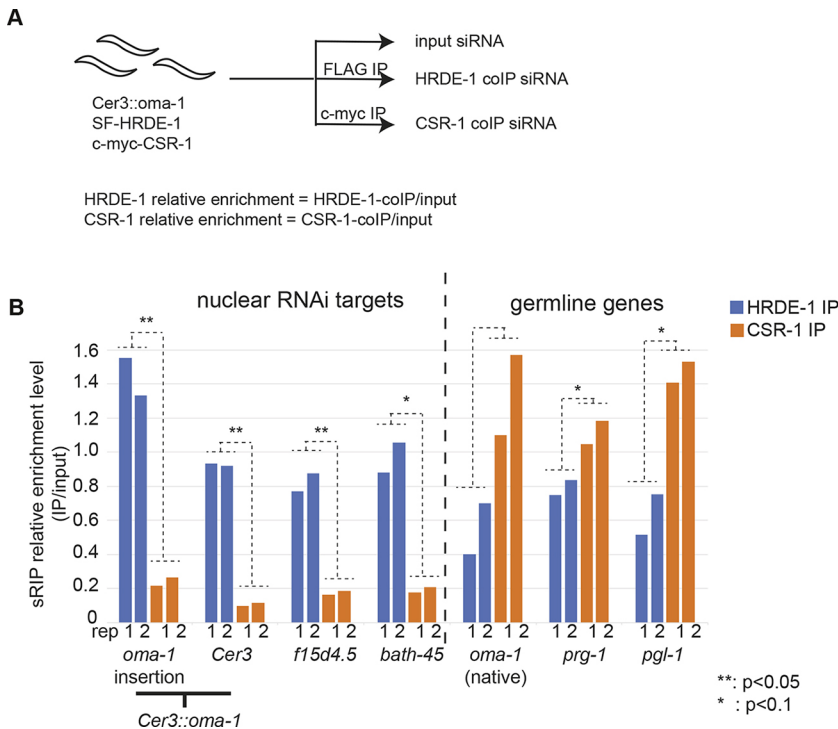 A
input siRNA
FLAG IP
HRDE-1 coIP siRNA
c-myc IP
CSR-1 coIP siRNA
Cer3::oma-1
SF-HRDE-1
c-myc-CSR-1
HRDE-1 relative enrichment = HRDE-1-coIP/input
CSR-1 relative enrichment = CSR-1-coIP/input
B
nuclear RNAi targets
germline genes
HRDE-1 IP
CSR-1 IP
sRIP relative enrichment level
(IP/input)
1.6
1.4
1.2
1.0
0.8
0.6
0.4
0.2
0
** ** ** * * *
rep 1 2 1 2 1 2 1 2 1 2 1 2 1 2 1 2 1 2 1 2 1 2 1 2 1 2 1 2
oma-1 Cer3 f15d4.5 bath-45 oma-1 prg-1 pgl-1
insertion (native)
Cer3::oma-1
**: p<0.05
* : p<0.1